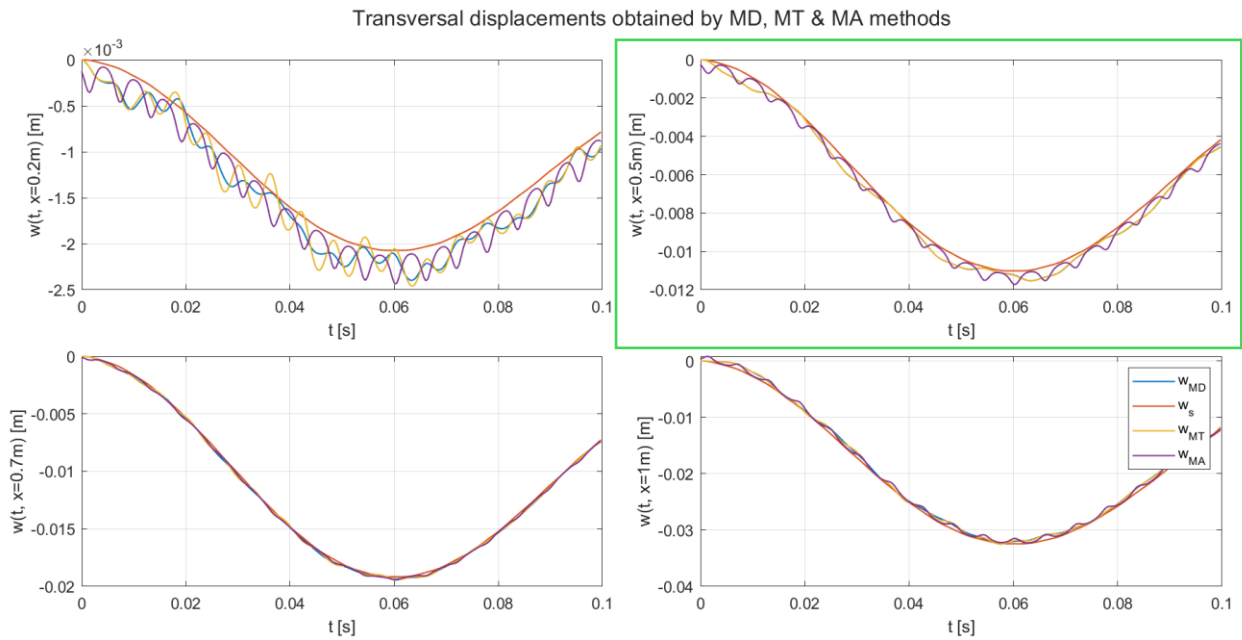 Transversal displacements obtained by MD, MT & MA methods
×10⁻³
0
-0.5
-1
-1.5
-2
-2.5
w(t, x=0.2m) [m]
0 0.02 0.04 0.06 0.08 0.1
t [s]
0
-0.002
-0.004
-0.006
-0.008
-0.01
-0.012
w(t, x=0.5m) [m]
0 0.02 0.04 0.06 0.08 0.1
t [s]
0
-0.005
-0.01
-0.015
-0.02
w(t, x=0.7m) [m]
0 0.02 0.04 0.06 0.08 0.1
t [s]
0
-0.01
-0.02
-0.03
-0.04
w(t, x=1m) [m]
0 0.02 0.04 0.06 0.08 0.1
t [s]
w_MD
w_s
w_MT
w_MA